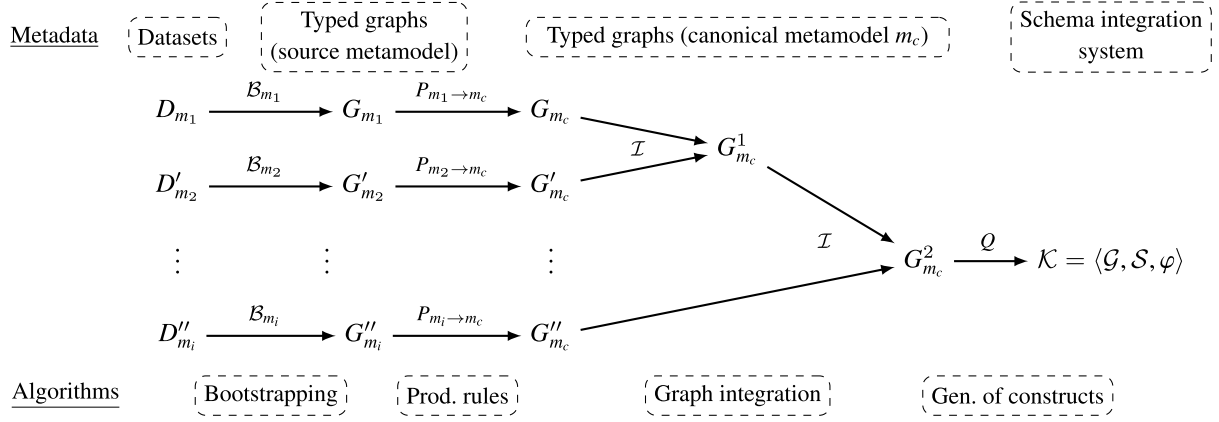 Metadata Datasets Typed graphs (source metamodel) Typed graphs (canonical metamodel m_c) Schema integration system
D_{m_1} B_{m_1} G_{m_1} P_{m_1→m_c} G_{m_c}
I G^1_{m_c}
D′_{m_2} B_{m_2} G′_{m_2} P_{m_2→m_c} G′_{m_c}
⋮ ⋮ ⋮
I G^2_{m_c} Q K = ⟨G, S, φ⟩
D′′_{m_i} B_{m_i} G′′_{m_i} P_{m_i→m_c} G′′_{m_c}
Algorithms Bootstrapping Prod. rules Graph integration Gen. of constructs